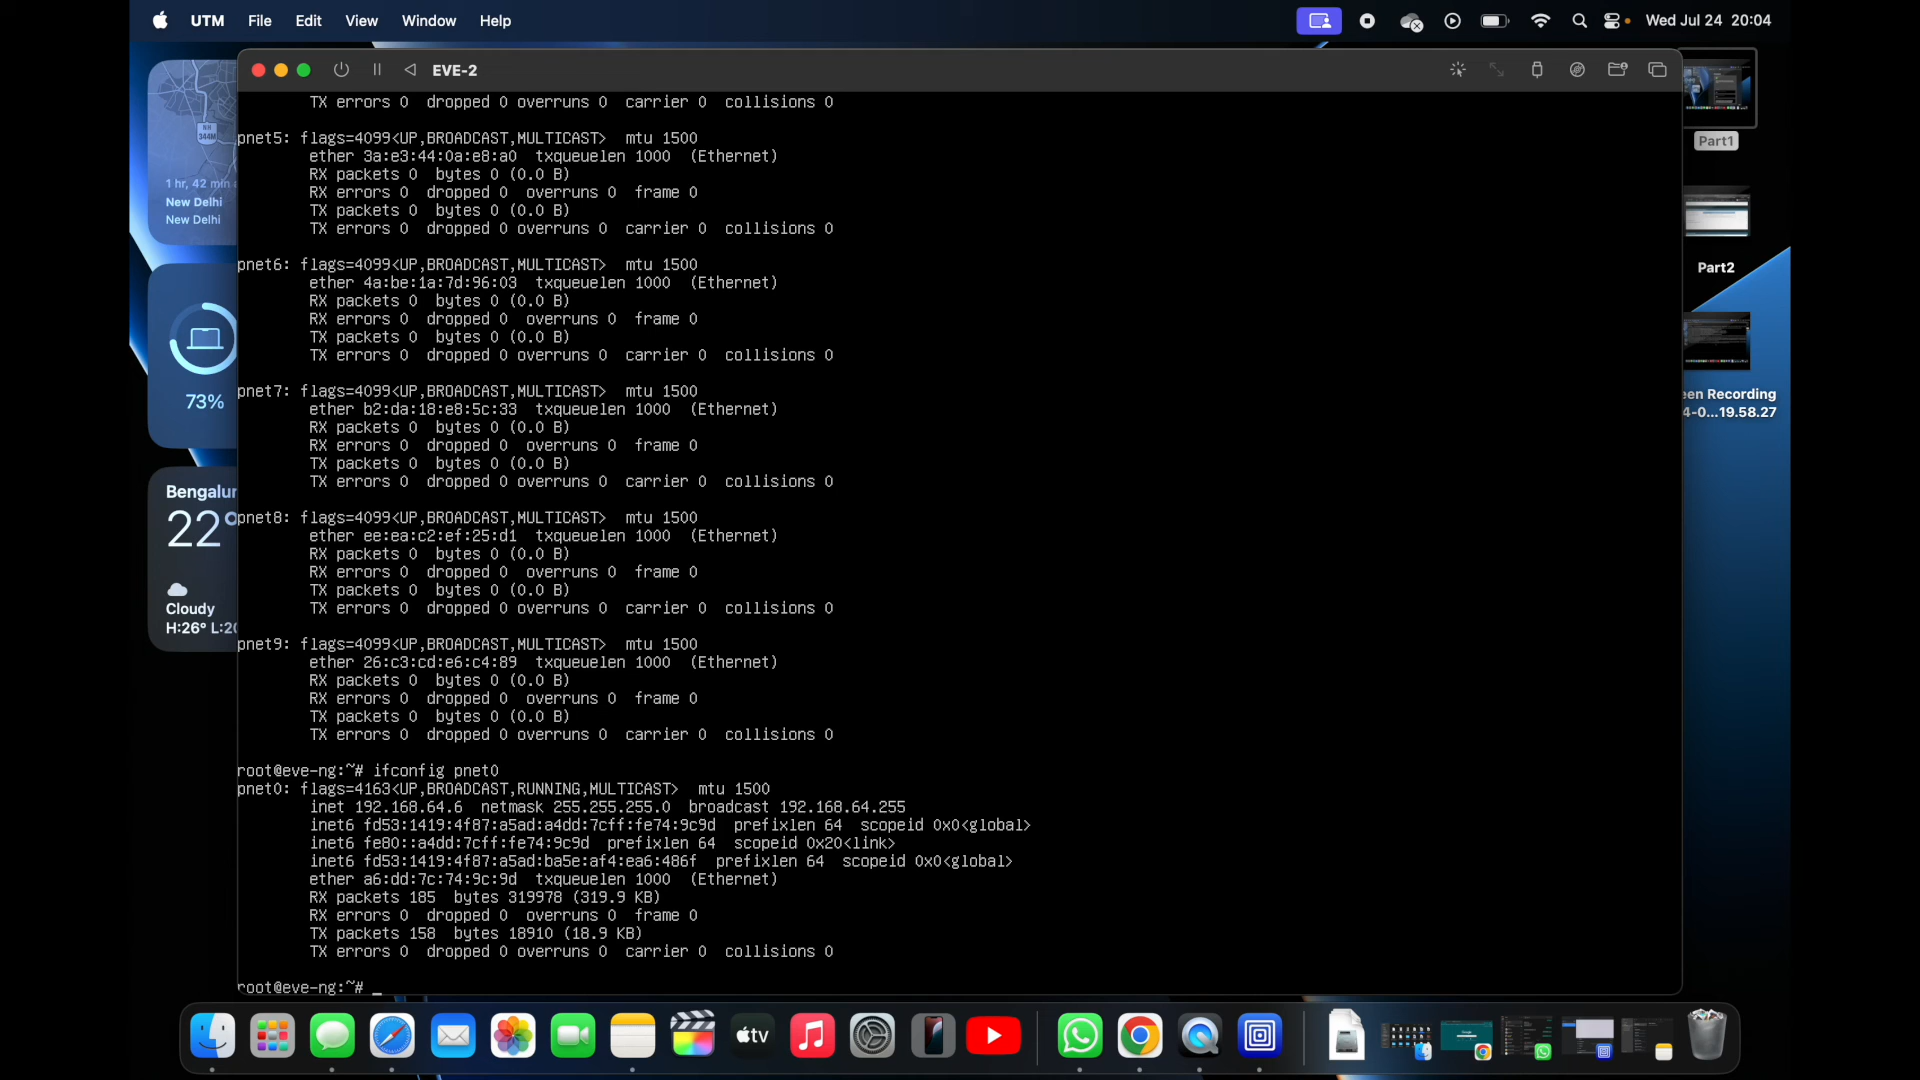 UTM File Edit View Window Help
Wed Jul 24 20:04
EVE-2
TX errors 0 dropped 0 overruns 0 carrier 0 collisions 0
pnet5: flags=4099<UP,BROADCAST,MULTICAST> mtu 1500
ether 3a:e3:44:0a:e8:a0 txqueuelen 1000 (Ethernet)
RX packets 0 bytes 0 (0.0 B)
RX errors 0 dropped 0 overruns 0 frame 0
TX packets 0 bytes 0 (0.0 B)
TX errors 0 dropped 0 overruns 0 carrier 0 collisions 0
pnet6: flags=4099<UP,BROADCAST,MULTICAST> mtu 1500
ether 4a:be:1a:7d:96:03 txqueuelen 1000 (Ethernet)
RX packets 0 bytes 0 (0.0 B)
RX errors 0 dropped 0 overruns 0 frame 0
TX packets 0 bytes 0 (0.0 B)
TX errors 0 dropped 0 overruns 0 carrier 0 collisions 0
pnet7: flags=4099<UP,BROADCAST,MULTICAST> mtu 1500
ether b2:da:18:e8:5c:33 txqueuelen 1000 (Ethernet)
RX packets 0 bytes 0 (0.0 B)
RX errors 0 dropped 0 overruns 0 frame 0
TX packets 0 bytes 0 (0.0 B)
TX errors 0 dropped 0 overruns 0 carrier 0 collisions 0
pnet8: flags=4099<UP,BROADCAST,MULTICAST> mtu 1500
ether ee:ea:c2:ef:25:d1 txqueuelen 1000 (Ethernet)
RX packets 0 bytes 0 (0.0 B)
RX errors 0 dropped 0 overruns 0 frame 0
TX packets 0 bytes 0 (0.0 B)
TX errors 0 dropped 0 overruns 0 carrier 0 collisions 0
pnet9: flags=4099<UP,BROADCAST,MULTICAST> mtu 1500
ether 26:c3:cd:e6:c4:89 txqueuelen 1000 (Ethernet)
RX packets 0 bytes 0 (0.0 B)
RX errors 0 dropped 0 overruns 0 frame 0
TX packets 0 bytes 0 (0.0 B)
TX errors 0 dropped 0 overruns 0 carrier 0 collisions 0
root@eve-ng:~# ifconfig pnet0
pnet0: flags=4163<UP,BROADCAST,RUNNING,MULTICAST> mtu 1500
inet 192.168.64.6 netmask 255.255.255.0 broadcast 192.168.64.255
inet6 fd53:1419:4f87:a5ad:a4dd:7cff:fe74:9c9d prefixlen 64 scopeid 0x0<global>
inet6 fe80::a4dd:7cff:fe74:9c9d prefixlen 64 scopeid 0x20<link>
inet6 fd53:1419:4f87:a5ad:ba5e:af4:ea6:486f prefixlen 64 scopeid 0x0<global>
ether a6:dd:7c:74:9c:9d txqueuelen 1000 (Ethernet)
RX packets 185 bytes 319978 (319.9 KB)
RX errors 0 dropped 0 overruns 0 frame 0
TX packets 158 bytes 18910 (18.9 KB)
TX errors 0 dropped 0 overruns 0 carrier 0 collisions 0
root@eve-ng:~# _
NH
344M
1 hr, 42 min
New Delhi
New Delhi
73%
Bengalur
22°
Cloudy
H:26° L:20
Part1
Part2
een Recording
4-0...19.58.27
tv